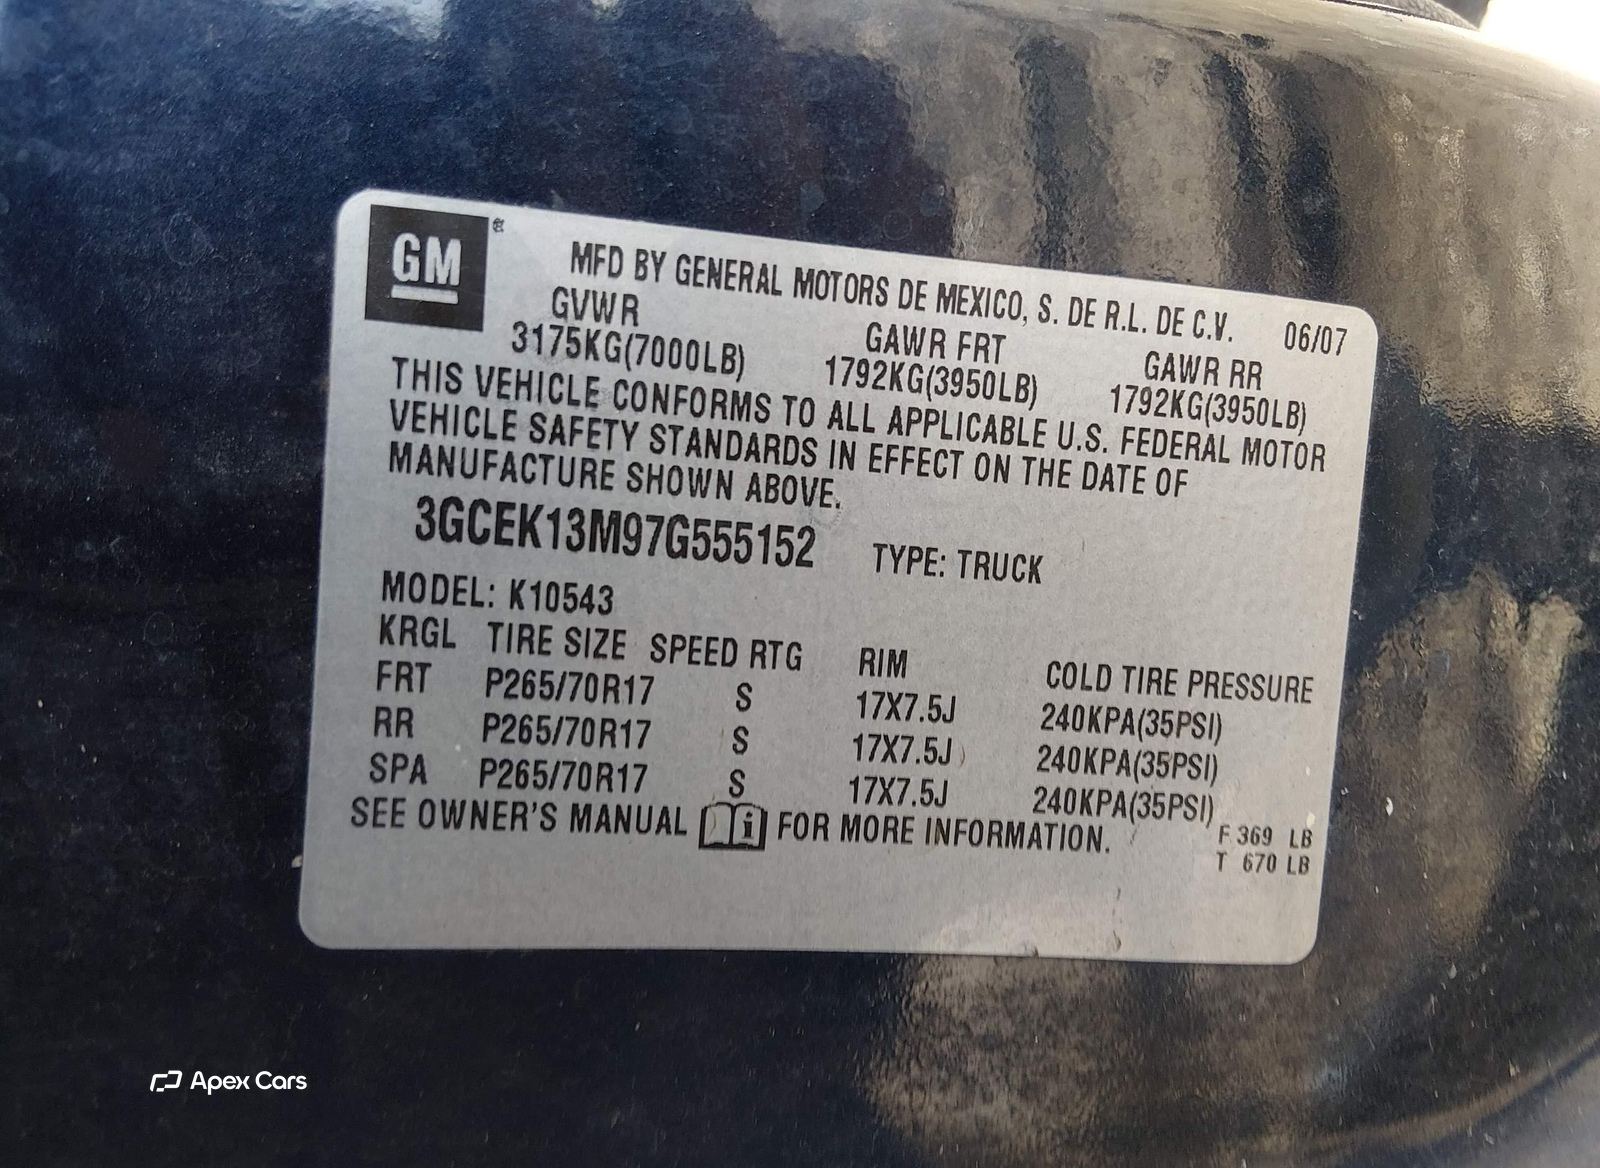 GM
MFD BY GENERAL MOTORS DE MEXICO, S. DE R.L. DE C.V. 06/07
GVWR GAWR FRT GAWR RR
3175KG(7000LB) 1792KG(3950LB) 1792KG(3950LB)
THIS VEHICLE CONFORMS TO ALL APPLICABLE U.S. FEDERAL MOTOR
VEHICLE SAFETY STANDARDS IN EFFECT ON THE DATE OF
MANUFACTURE SHOWN ABOVE.
3GCEK13M97G555152 TYPE: TRUCK
MODEL: K10543
KRGL TIRE SIZE SPEED RTG RIM COLD TIRE PRESSURE
FRT P265/70R17 S 17X7.5J 240KPA(35PSI)
RR P265/70R17 S 17X7.5J 240KPA(35PSI)
SPA P265/70R17 S 17X7.5J 240KPA(35PSI)
SEE OWNER'S MANUAL i FOR MORE INFORMATION.
F 369 LB
T 670 LB
Apex Cars